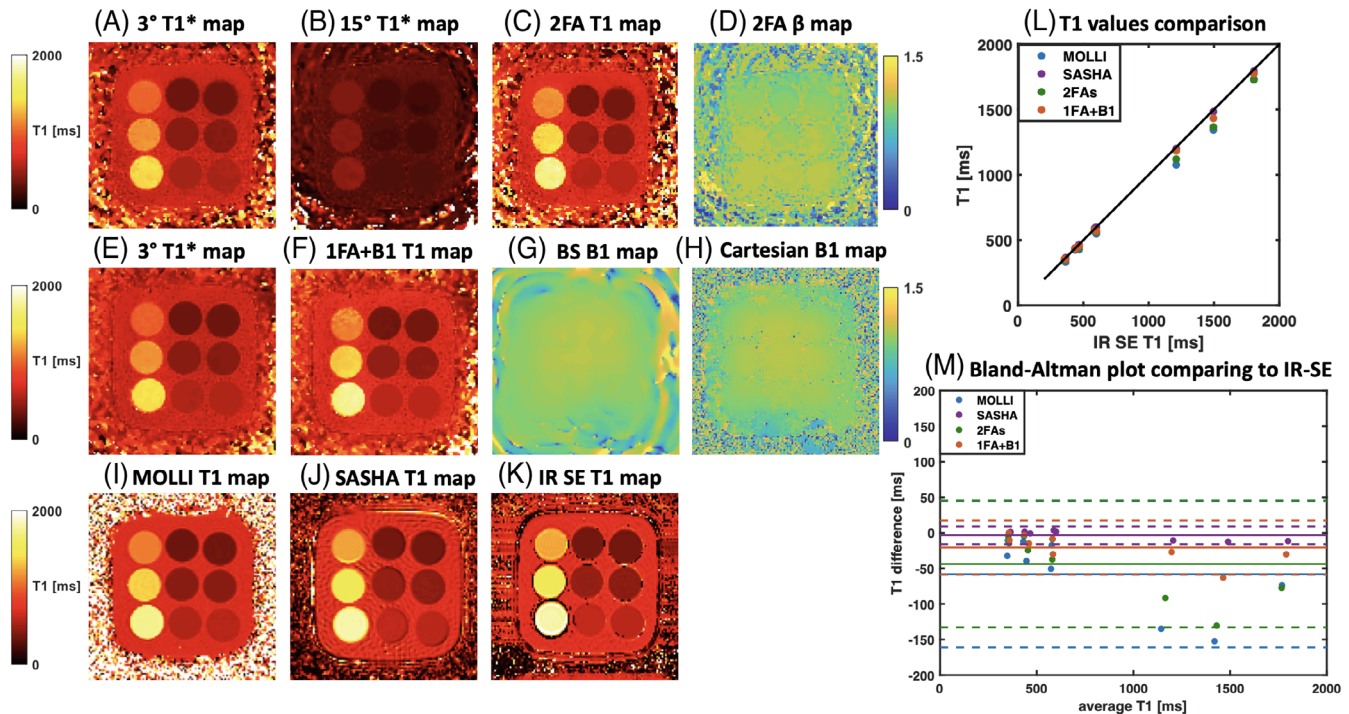 (A) 3° T1* map
(B) 15° T1* map
(C) 2FA T1 map
(D) 2FA β map
2000
T1 [ms]
0
1.5
0
(E) 3° T1* map
(F) 1FA+B1 T1 map
(G) BS B1 map
(H) Cartesian B1 map
2000
T1 [ms]
0
1.5
0
(I) MOLLI T1 map
(J) SASHA T1 map
(K) IR SE T1 map
2000
T1 [ms]
0
(L) T1 values comparison
2000
1500
1000
500
0
T1 [ms]
MOLLI
SASHA
2FAs
1FA+B1
0 500 1000 1500 2000
IR SE T1 [ms]
(M) Bland-Altman plot comparing to IR-SE
200
150
100
50
0
-50
-100
-150
-200
T1 difference [ms]
MOLLI
SASHA
2FAs
1FA+B1
0 500 1000 1500 2000
average T1 [ms]